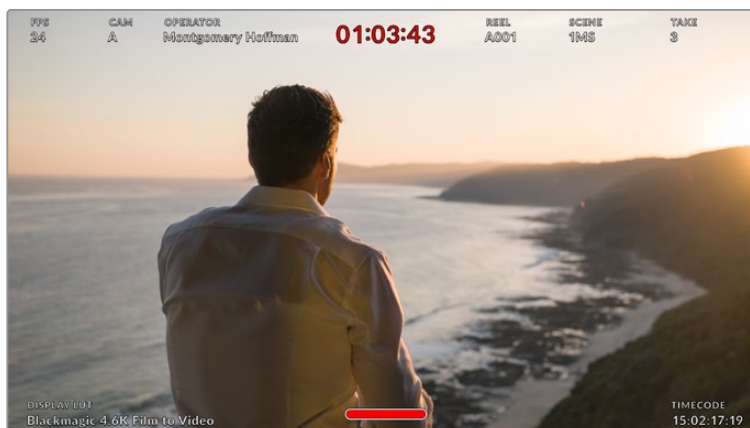 FPS CAM OPERATOR 01:03:43 REEL SCENE TAKE
24 A Montgomery Hoffman A001 1MS 3
DISPLAY LUT TIMECODE
Blackmagic 4.6K Film to Video 15:02:17:19